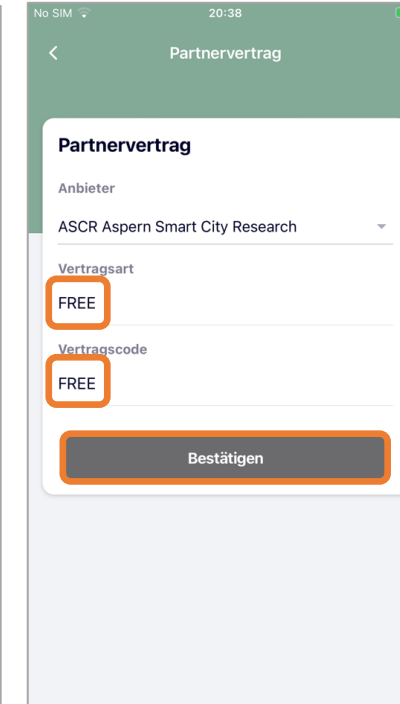 No SIM 20:38
Partnervertrag
Partnervertrag
Anbieter
ASCR Aspern Smart City Research
Vertragsart
FREE
Vertragscode
FREE
Bestätigen